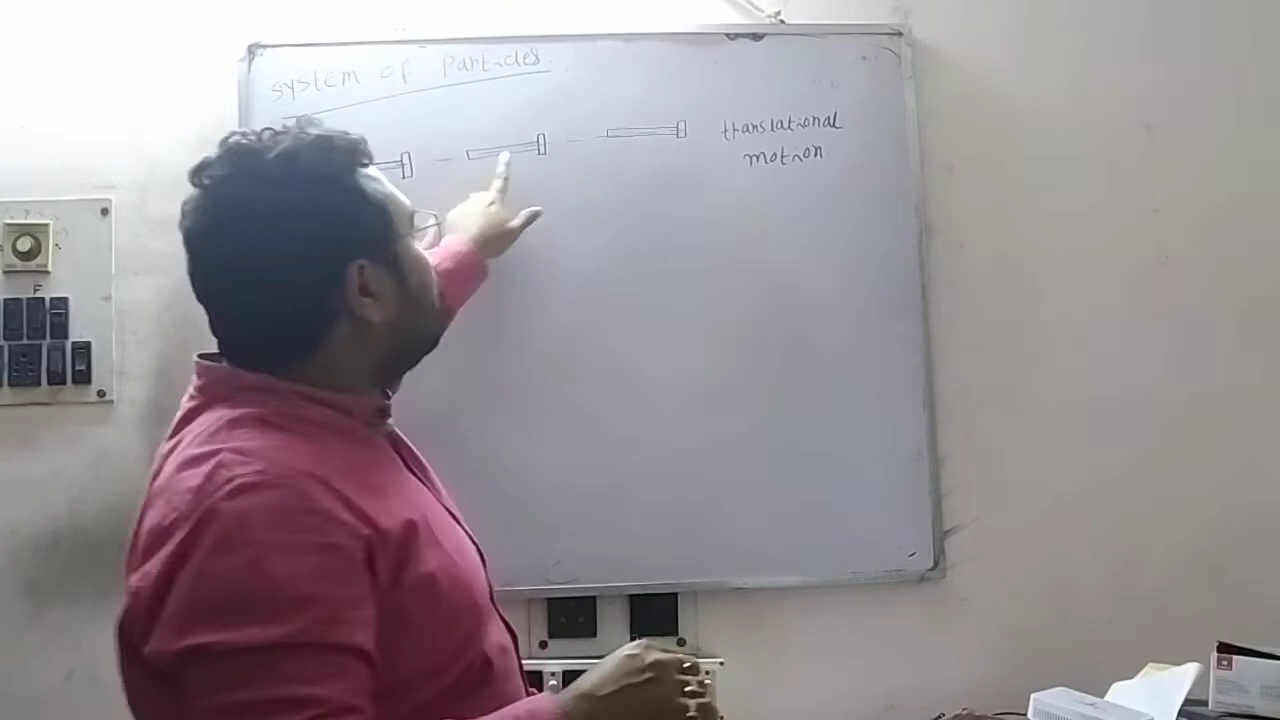 system of Particles
translational
motion
F